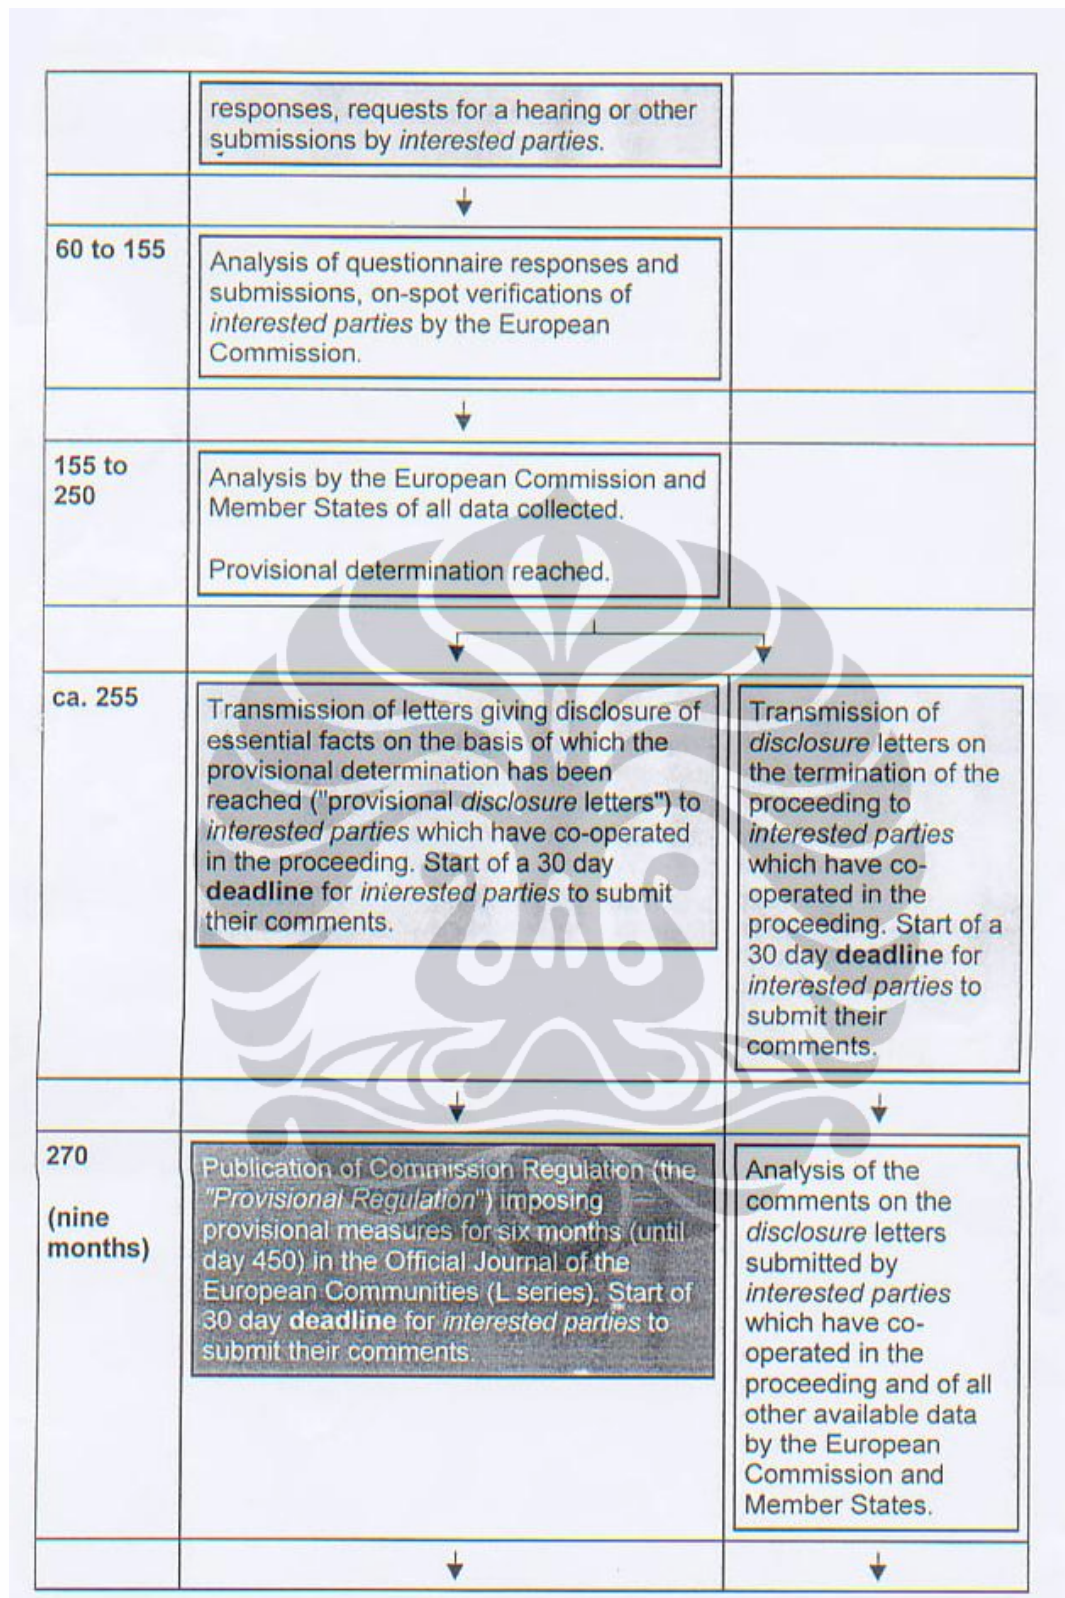 responses, requests for a hearing or other
submissions by interested parties.
60 to 155
Analysis of questionnaire responses and
submissions, on-spot verifications of
interested parties by the European
Commission.
155 to
250
Analysis by the European Commission and
Member States of all data collected.
Provisional determination reached.
ca. 255
Transmission of letters giving disclosure of
essential facts on the basis of which the
provisional determination has been
reached ("provisional disclosure letters") to
interested parties which have co-operated
in the proceeding. Start of a 30 day
deadline for interested parties to submit
their comments.
Transmission of
disclosure letters on
the termination of the
proceeding to
interested parties
which have co-
operated in the
proceeding. Start of a
30 day deadline for
interested parties to
submit their
comments.
270
(nine
months)
Publication of Commission Regulation (the
"Provisional Regulation") imposing
provisional measures for six months (until
day 450) in the Official Journal of the
European Communities (L series). Start of
30 day deadline for interested parties to
submit their comments.
Analysis of the
comments on the
disclosure letters
submitted by
interested parties
which have co-
operated in the
proceeding and of all
other available data
by the European
Commission and
Member States.